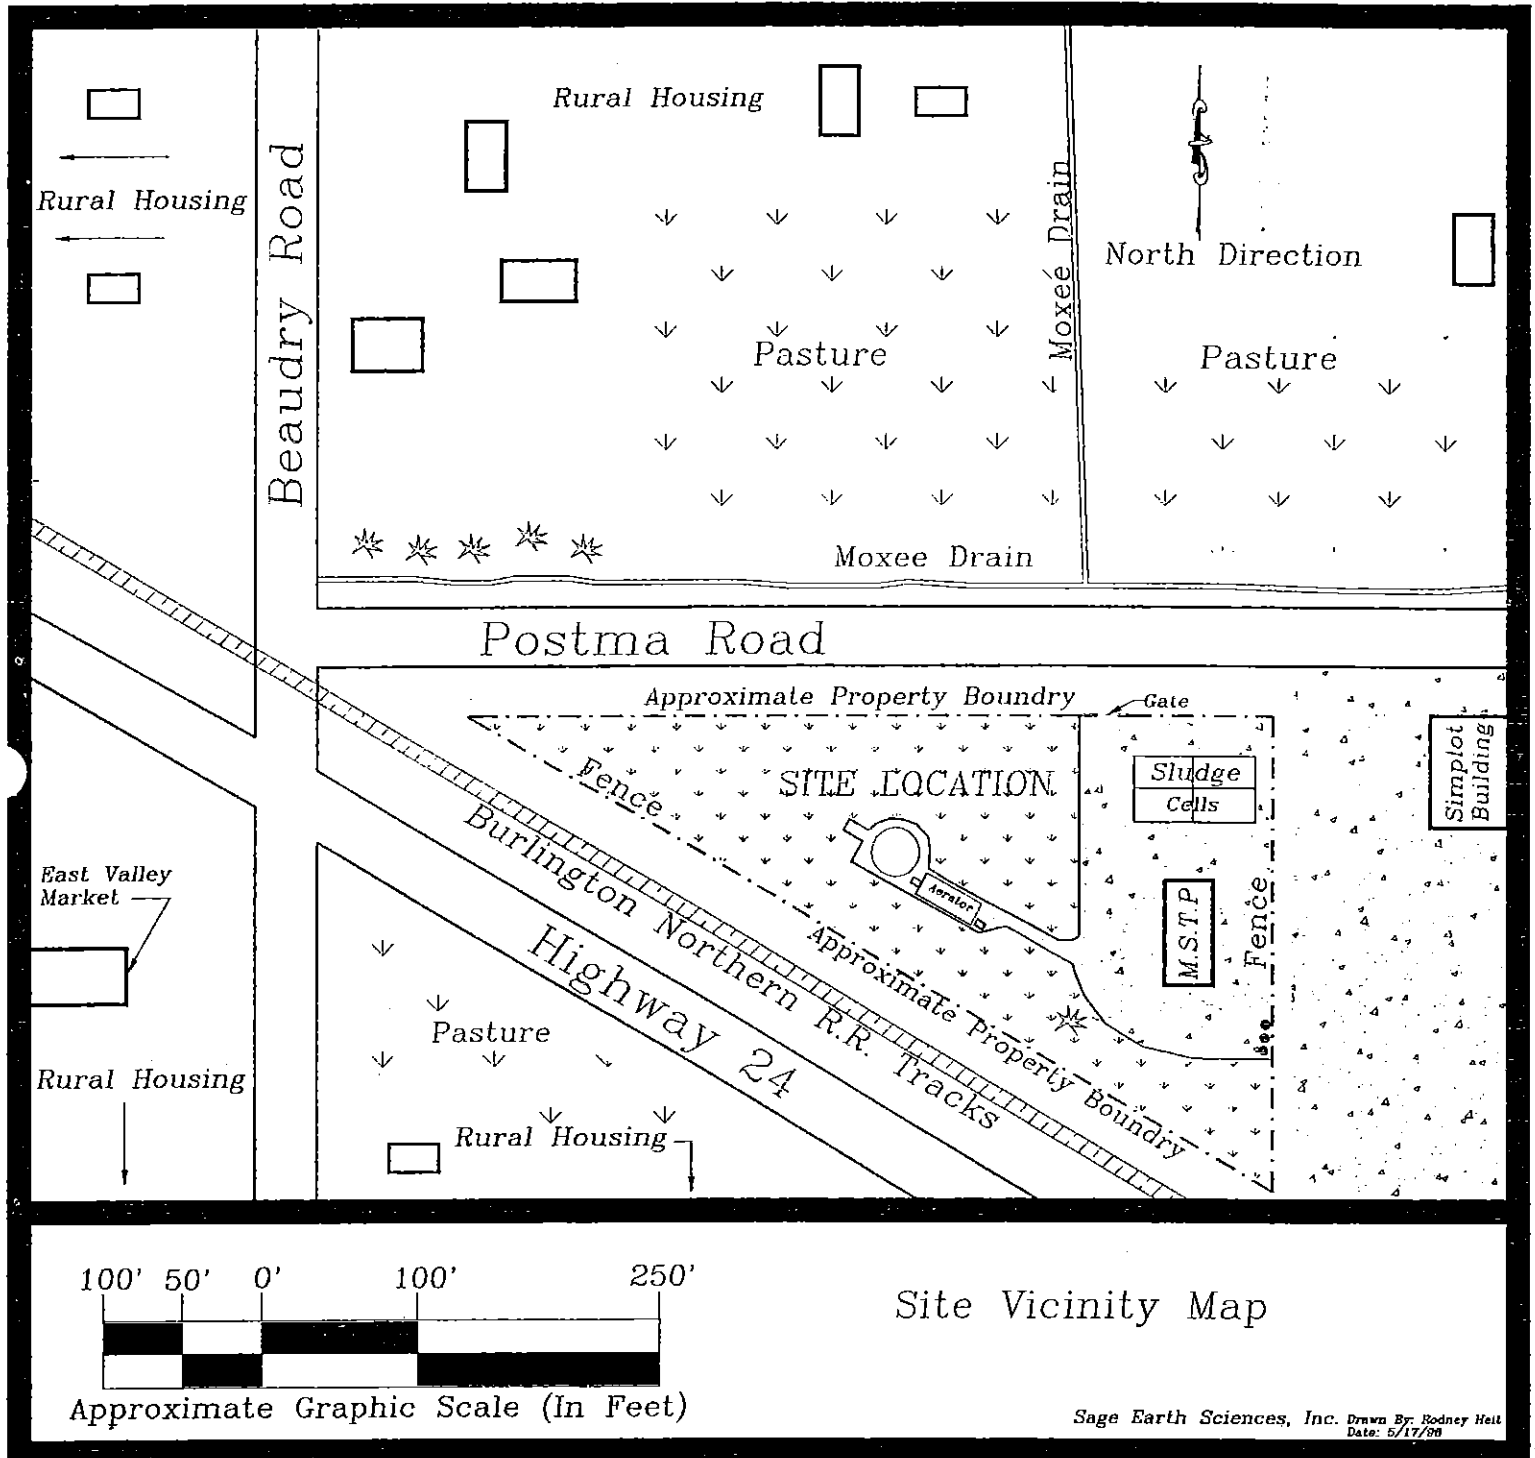 Rural Housing
Rural Housing
Beaudry Road
Moxee Drain
North Direction
Pasture
Pasture
Moxee Drain
Postma Road
Approximate Property Boundry
Gate
Fence
SITE LOCATION
Sludge
Cells
Simplot
Building
Aerator
M.S.T.P
Fence
Burlington Northern R.R. Tracks
Approximate Property Boundry
Highway 24
East Valley
Market
Pasture
Rural Housing
Rural Housing
100' 50' 0' 100' 250'
Approximate Graphic Scale (In Feet)
Site Vicinity Map
Sage Earth Sciences, Inc. Drawn By: Rodney Heit